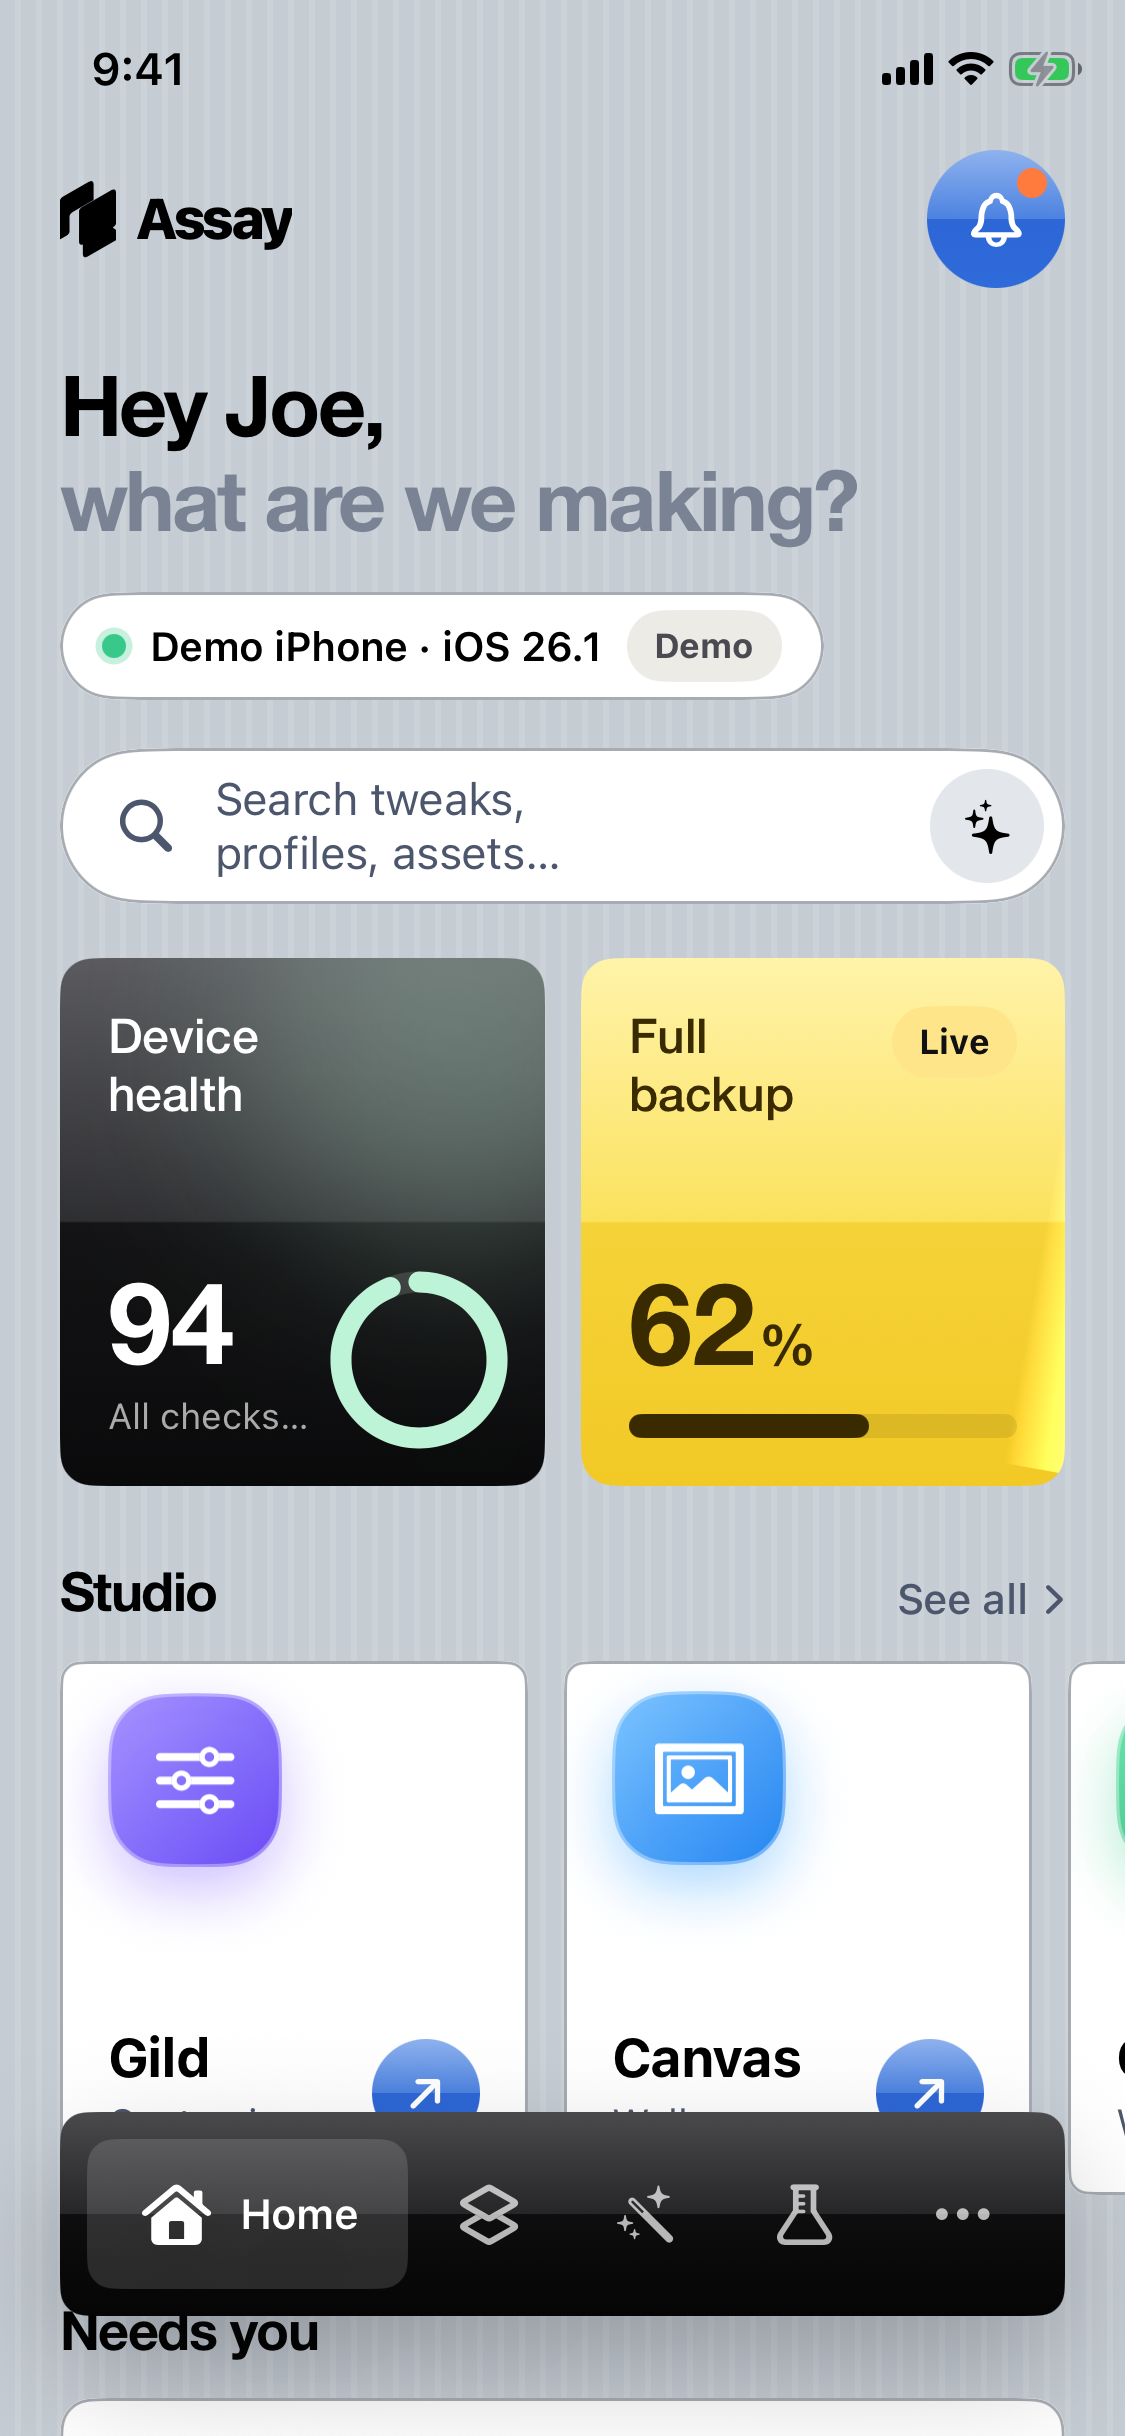 9:41
Assay
Hey Joe,
what are we making?
Demo iPhone · iOS 26.1
Demo
Search tweaks,
profiles, assets...
Device
health
94
All checks...
Full
backup
Live
62%
Studio
See all
Gild
Canvas
Home
Needs you